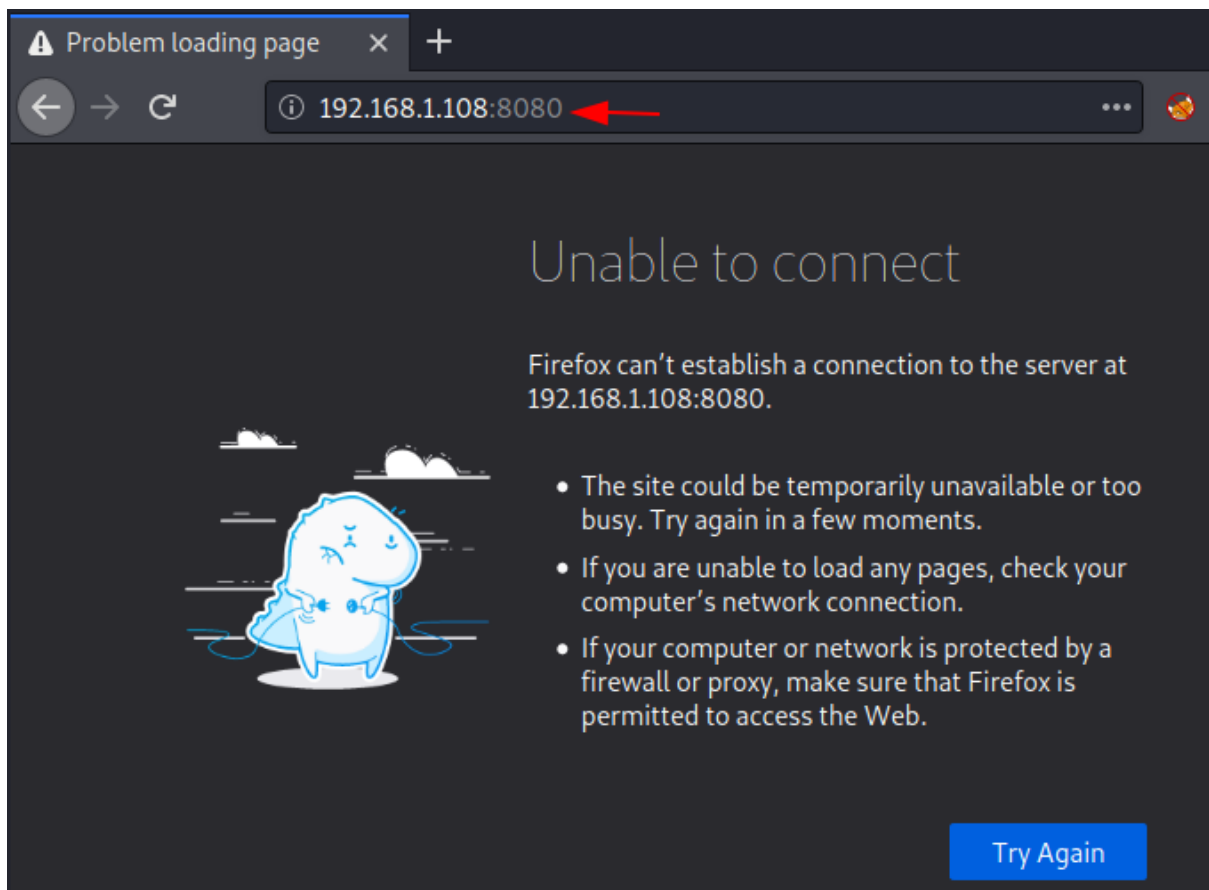 Problem loading page
192.168.1.108:8080
Unable to connect
Firefox can’t establish a connection to the server at
192.168.1.108:8080.
• The site could be temporarily unavailable or too
busy. Try again in a few moments.
• If you are unable to load any pages, check your
computer’s network connection.
• If your computer or network is protected by a
firewall or proxy, make sure that Firefox is
permitted to access the Web.
Try Again